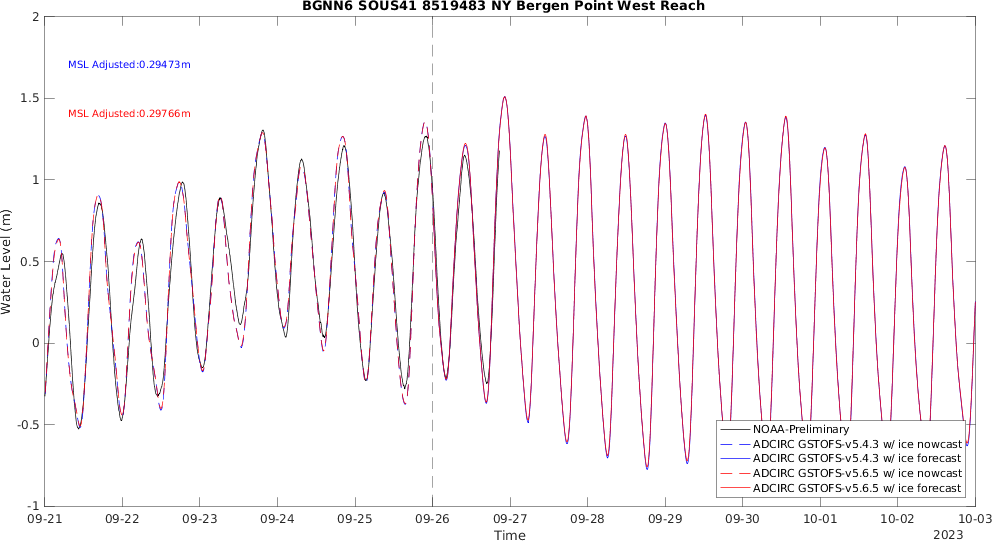 BGNN6 SOUS41 8519483 NY Bergen Point West Reach
2
MSL Adjusted:0.29473m
1.5
MSL Adjusted:0.29766m
1
0.5
0
-0.5
-1
Water Level (m)
NOAA-Preliminary
ADCIRC GSTOFS-v5.4.3 w/ ice nowcast
ADCIRC GSTOFS-v5.4.3 w/ ice forecast
ADCIRC GSTOFS-v5.6.5 w/ ice nowcast
ADCIRC GSTOFS-v5.6.5 w/ ice forecast
09-21 09-22 09-23 09-24 09-25 09-26 09-27 09-28 09-29 09-30 10-01 10-02 10-03
Time
2023